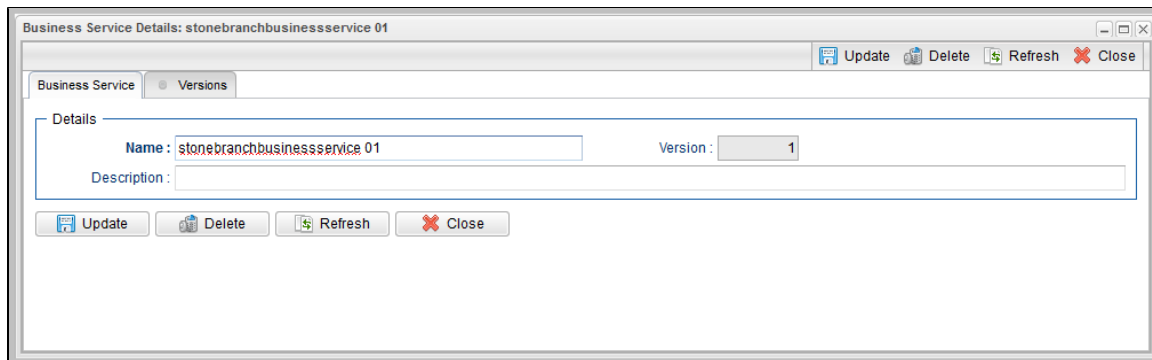 Business Service Details: stonebranchbusinessservice 01
Update Delete Refresh Close
Business Service Versions
Details
Name : stonebranchbusinessservice 01 Version : 1
Description :
Update Delete Refresh Close